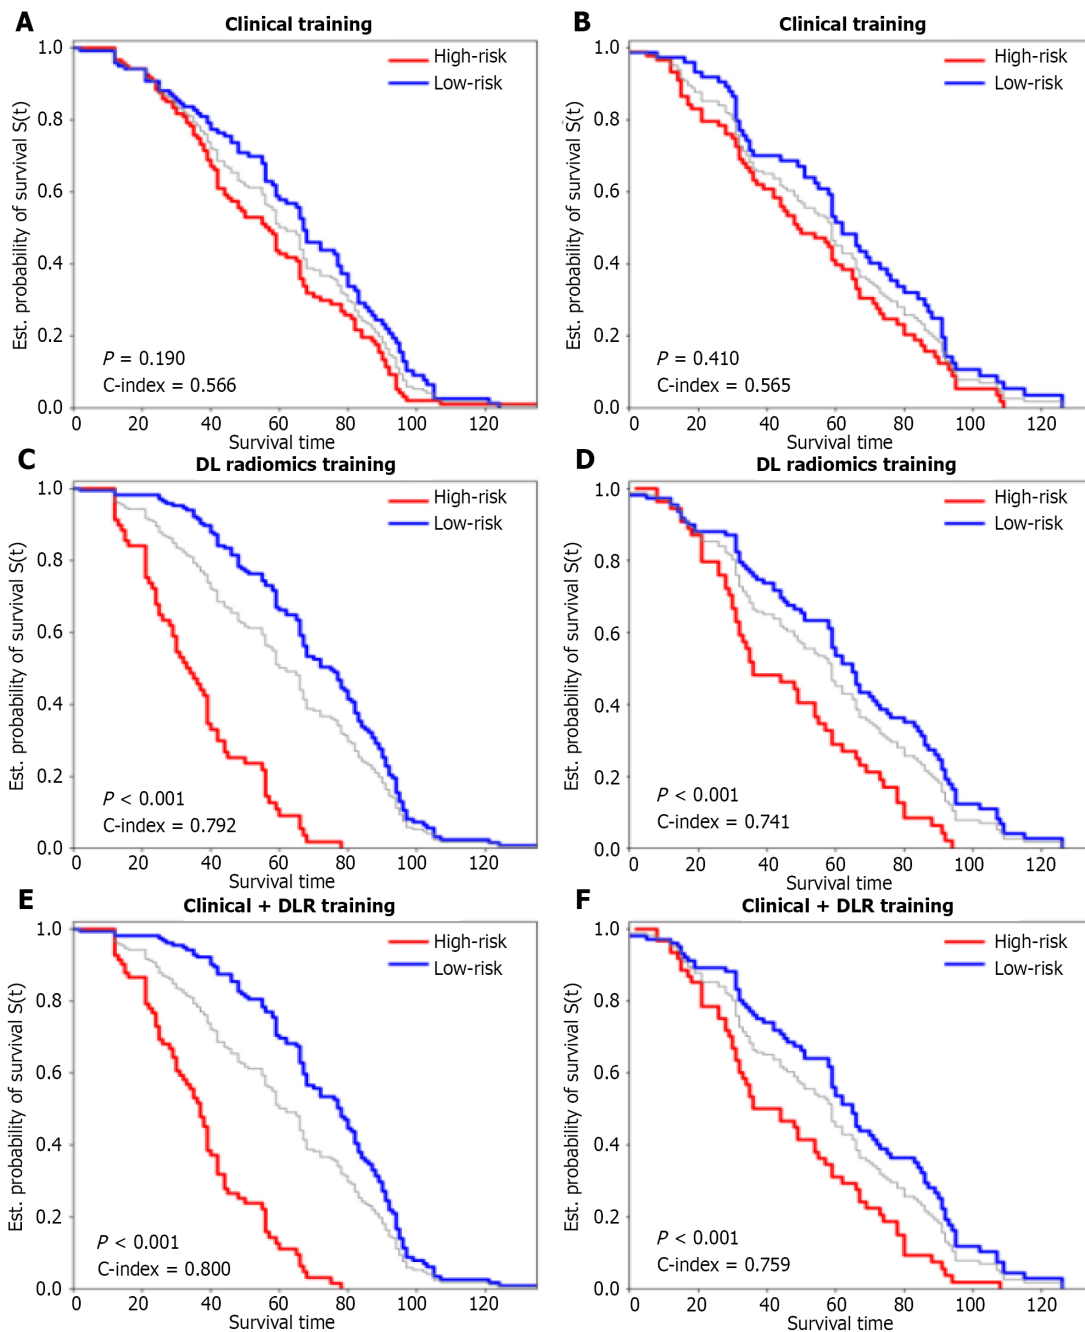 A
Clinical training
Est. probability of survival S(t)
1.0
0.8
0.6
0.4
0.2
0.0
High-risk
Low-risk
P = 0.190
C-index = 0.566
0 20 40 60 80 100 120
Survival time
B
Clinical training
Est. probability of survival S(t)
1.0
0.8
0.6
0.4
0.2
0.0
High-risk
Low-risk
P = 0.410
C-index = 0.565
0 20 40 60 80 100 120
Survival time
C
DL radiomics training
Est. probability of survival S(t)
1.0
0.8
0.6
0.4
0.2
0.0
High-risk
Low-risk
P < 0.001
C-index = 0.792
0 20 40 60 80 100 120
Survival time
D
DL radiomics training
Est. probability of survival S(t)
1.0
0.8
0.6
0.4
0.2
0.0
High-risk
Low-risk
P < 0.001
C-index = 0.741
0 20 40 60 80 100 120
Survival time
E
Clinical + DLR training
Est. probability of survival S(t)
1.0
0.8
0.6
0.4
0.2
0.0
High-risk
Low-risk
P < 0.001
C-index = 0.800
0 20 40 60 80 100 120
Survival time
F
Clinical + DLR training
Est. probability of survival S(t)
1.0
0.8
0.6
0.4
0.2
0.0
High-risk
Low-risk
P < 0.001
C-index = 0.759
0 20 40 60 80 100 120
Survival time